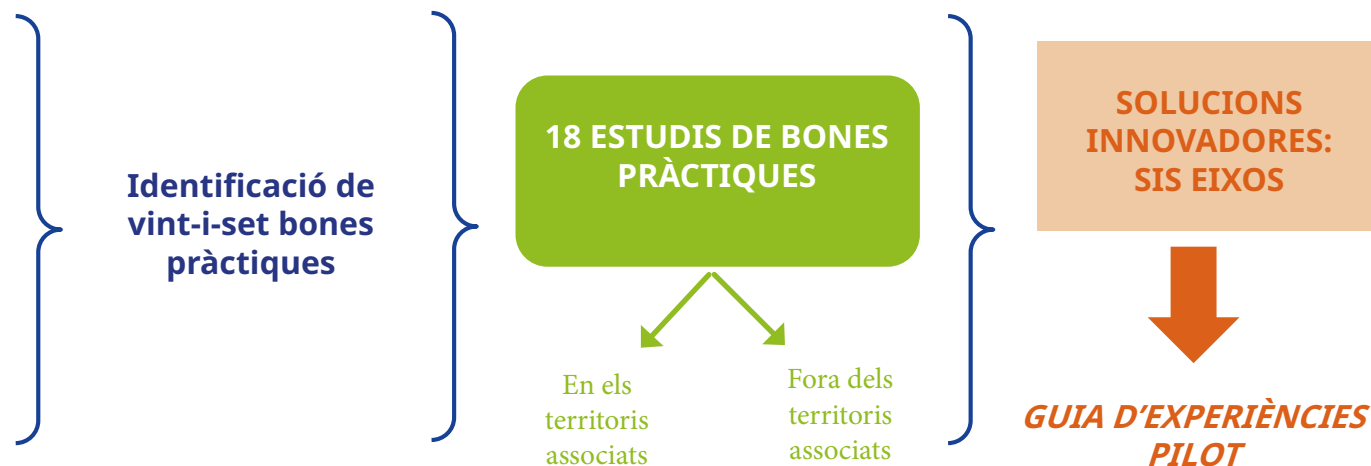 Identificació de
vint-i-set bones
pràctiques
18 ESTUDIS DE BONES
PRÀCTIQUES
En els
territoris
associats
Fora dels
territoris
associats
SOLUCIONS
INNOVADORES:
SIS EIXOS
GUIA D’EXPERIÈNCIES
PILOT